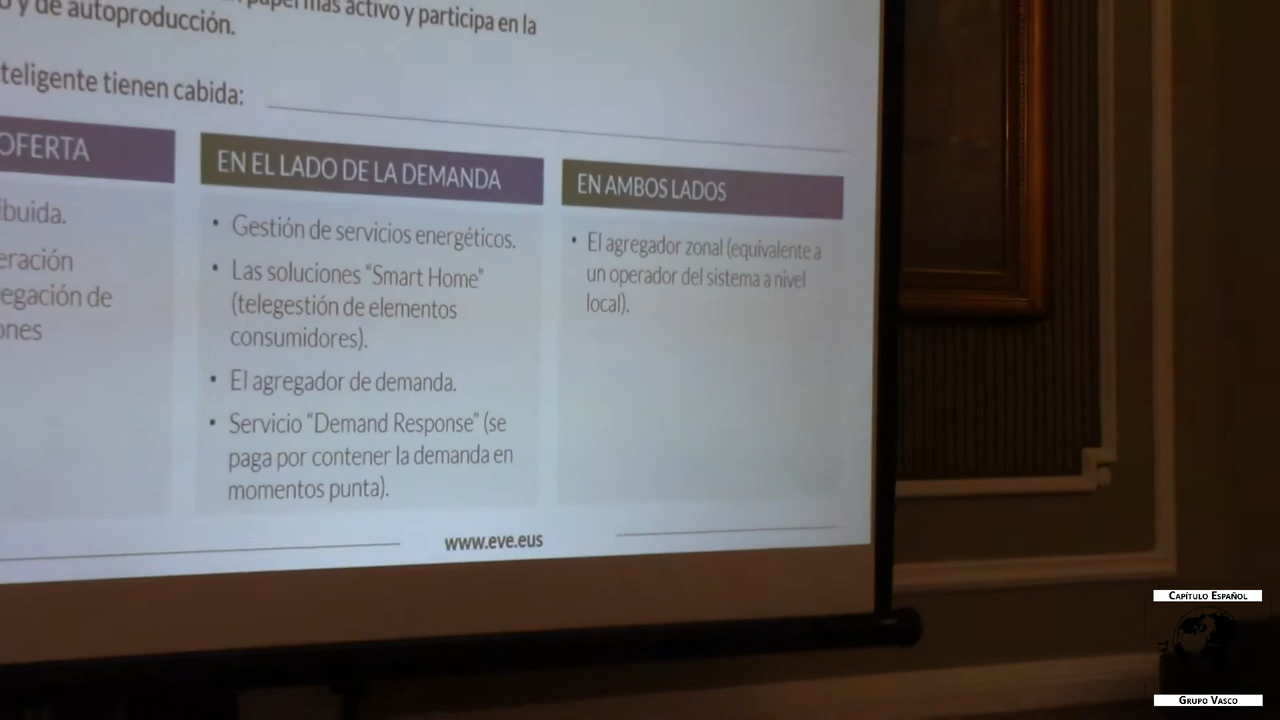 papel más activo y participa en la
y de autoproducción.
teligente tienen cabida:
OFERTA
ibuida.
eración
egación de
ones
EN EL LADO DE LA DEMANDA
• Gestión de servicios energéticos.
• Las soluciones "Smart Home"
(telegestión de elementos
consumidores).
• El agregador de demanda.
• Servicio "Demand Response" (se
paga por contener la demanda en
momentos punta).
EN AMBOS LADOS
• El agregador zonal (equivalente a
un operador del sistema a nivel
local).
www.eve.eus
Capítulo Español
Grupo Vasco